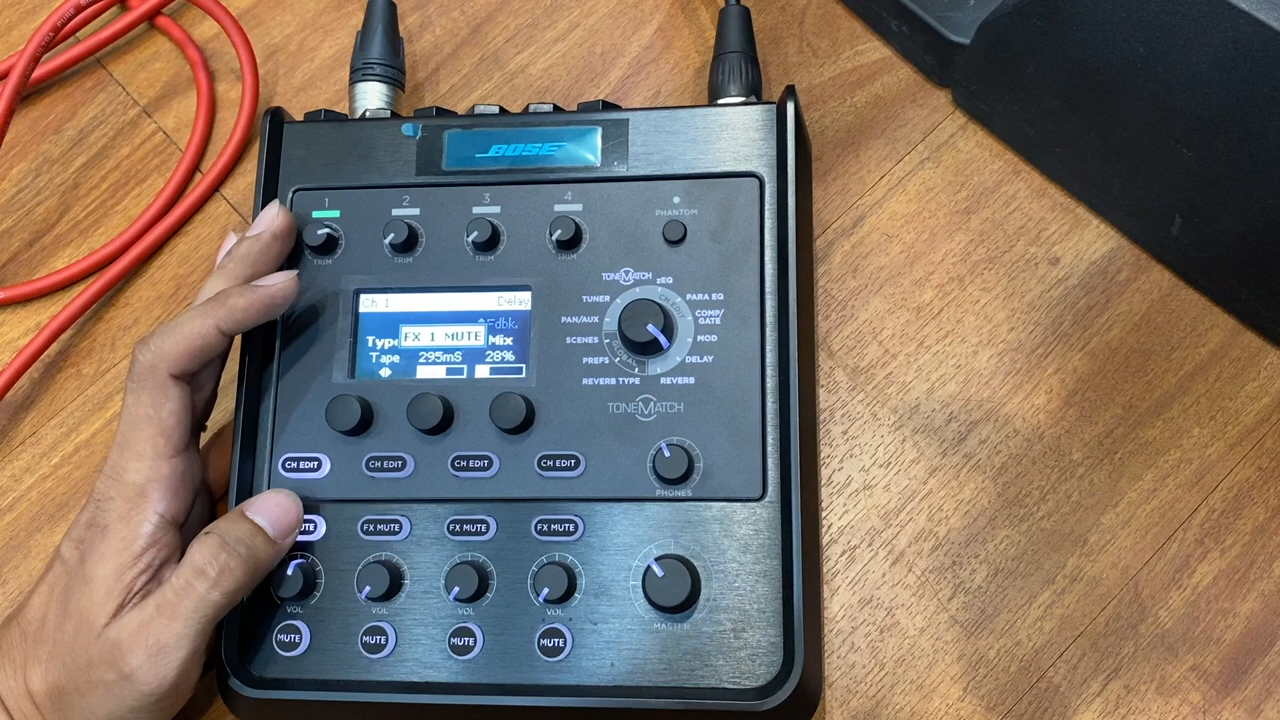 BOSE
1 2 3 4
PHANTOM
TRIM TRIM TRIM TRIM
Ch 1 Delay
Fdbk.
FX 1 MUTE
Mix
Tape 295mS 28%
TONEMATCH
zEQ
TUNER
PARA EQ
PAN/AUX
COMP/
GATE
SCENES
MOD
PREFS
DELAY
REVERB TYPE
REVERB
CH EDIT
GLOBAL
TONEMATCH
CH EDIT CH EDIT CH EDIT CH EDIT
PHONES
FX MUTE FX MUTE FX MUTE
VOL VOL VOL VOL
MASTER
MUTE MUTE MUTE MUTE